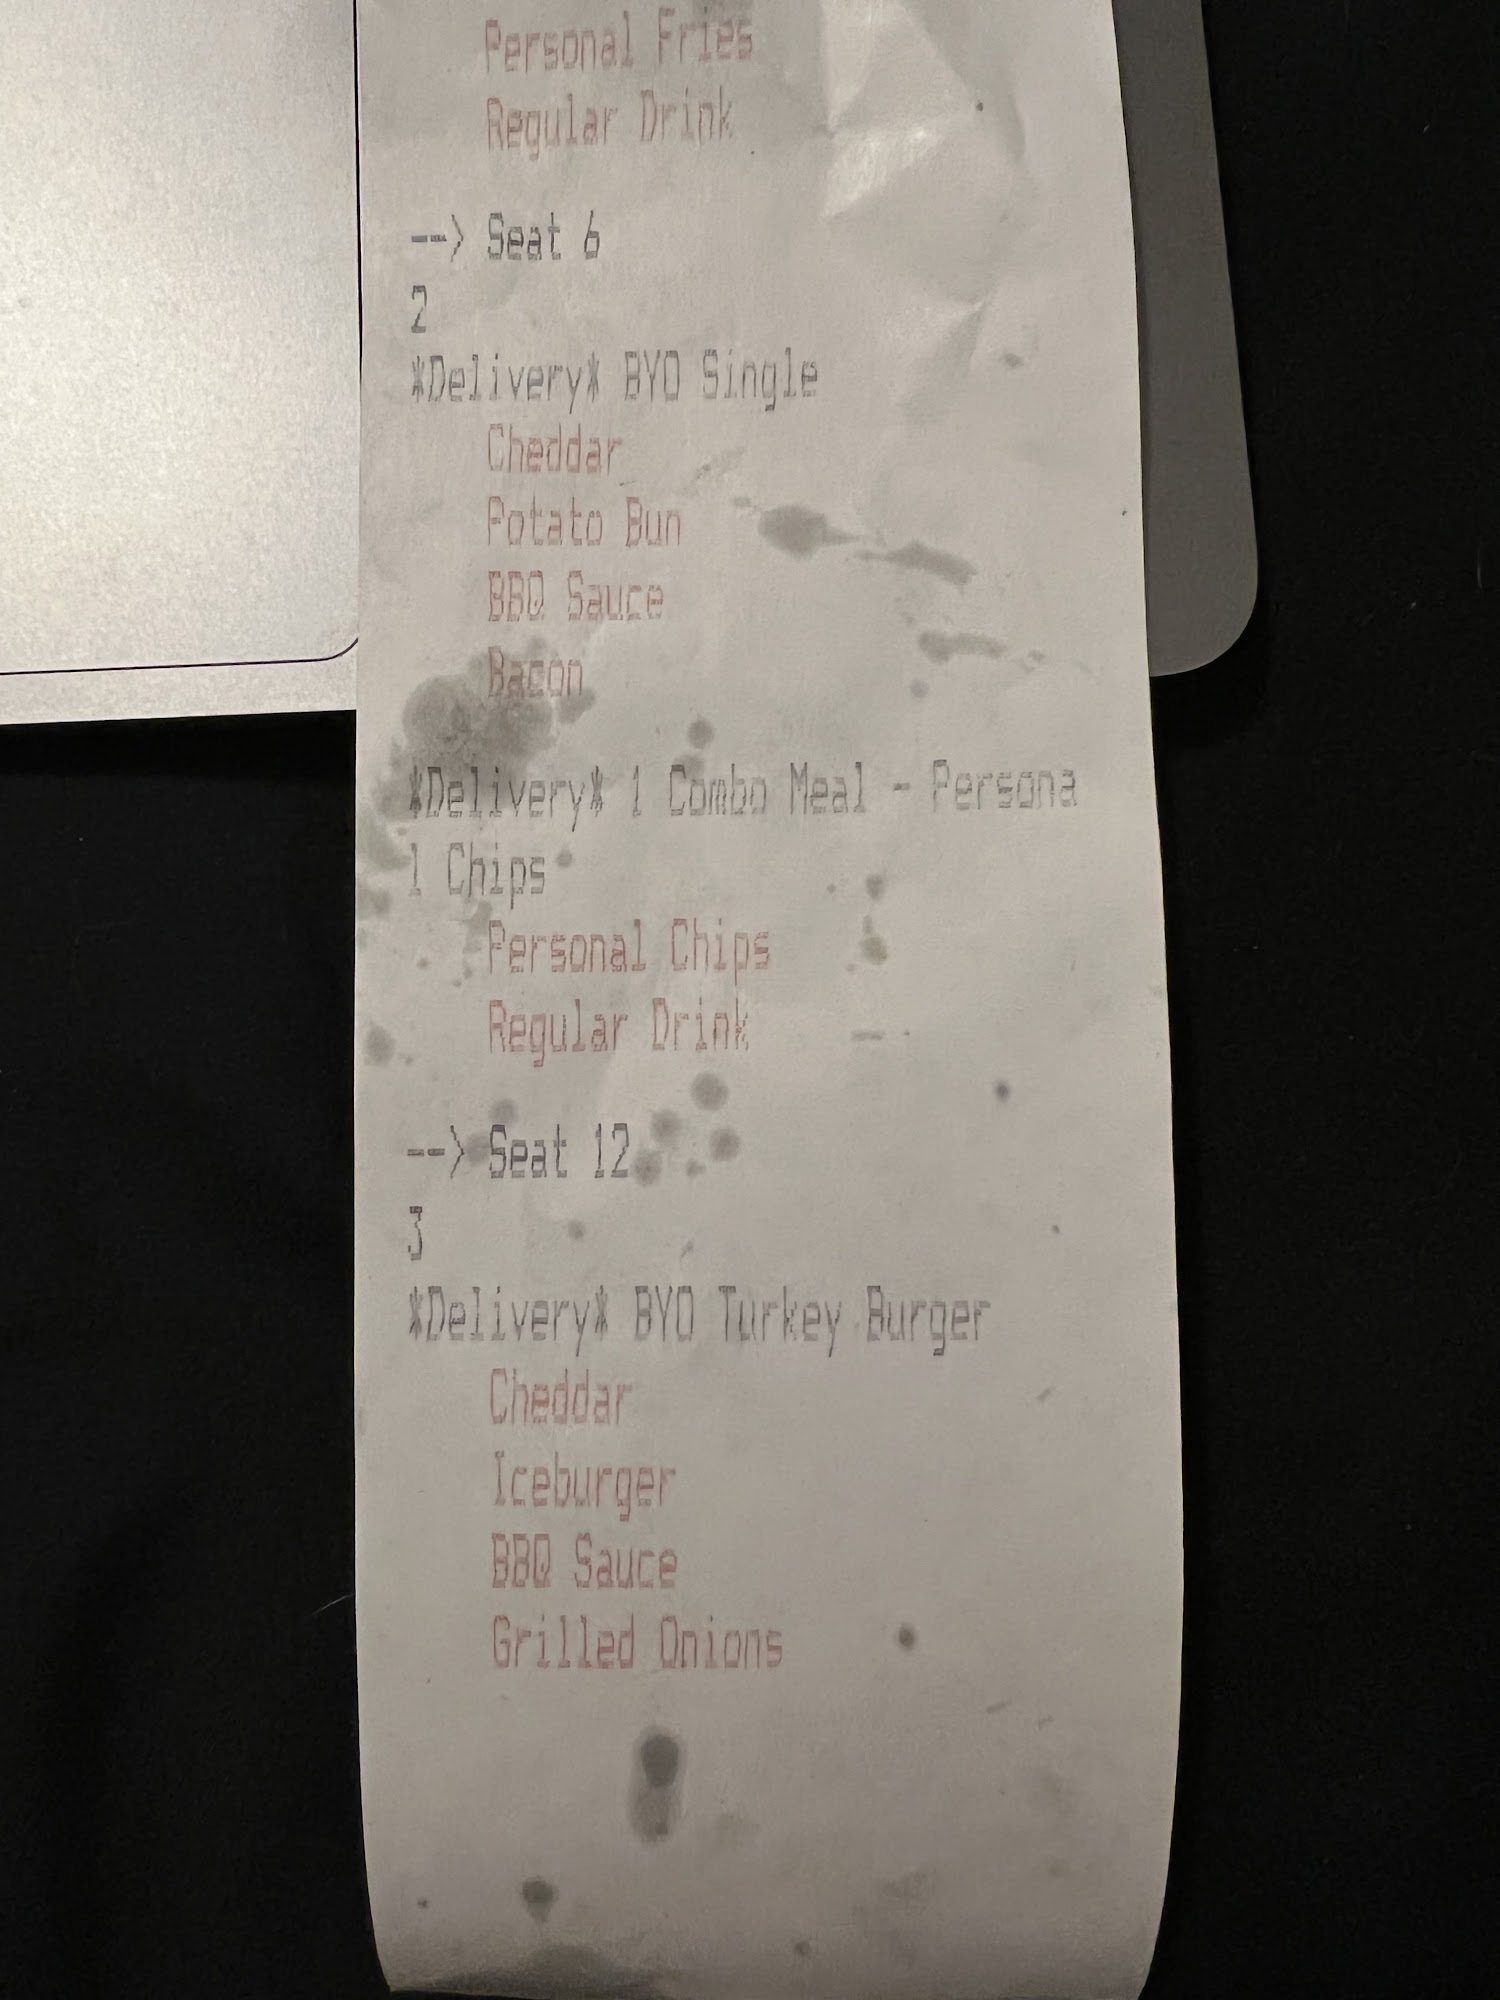 Personal Fries
Regular Drink
--> Seat 6
2
*Delivery* BYO Single
Cheddar
Potato Bun
BBQ Sauce
Bacon
*Delivery* 1 Combo Meal - Persona
l Chips
Personal Chips
Regular Drink
--> Seat 12
3
*Delivery* BYO Turkey Burger
Cheddar
Iceburger
BBQ Sauce
Grilled Onions